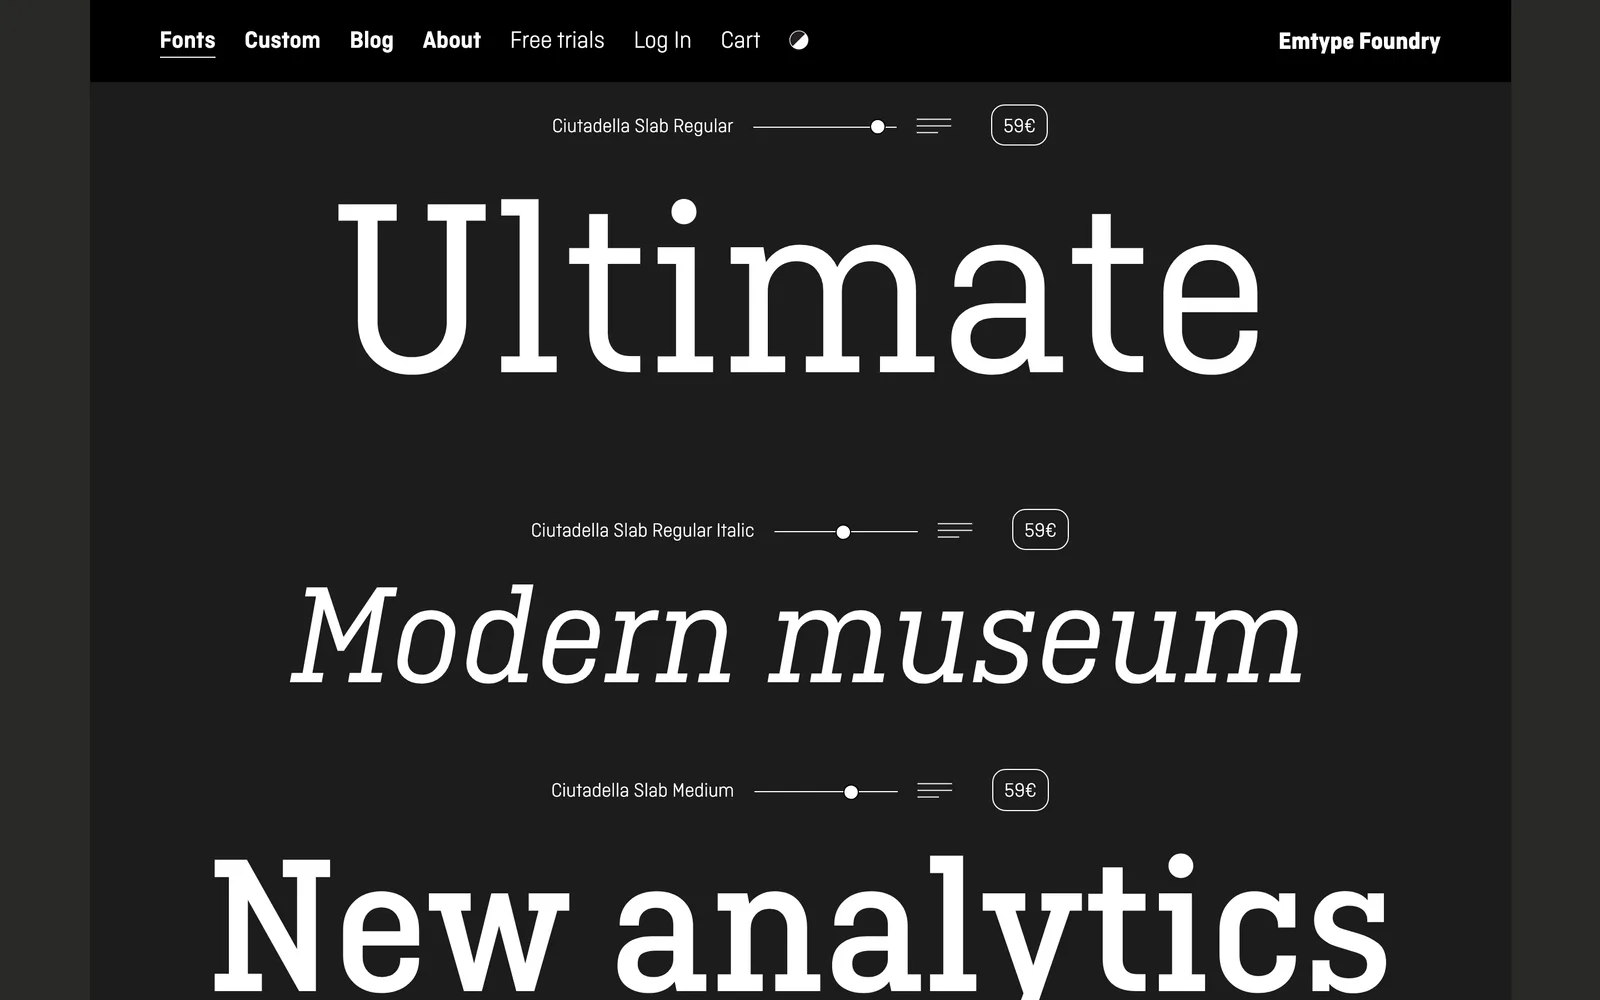 Fonts Custom Blog About Free trials Log In Cart Emtype Foundry
Ciutadella Slab Regular 59€
Ultimate
Ciutadella Slab Regular Italic 59€
Modern museum
Ciutadella Slab Medium 59€
New analytics